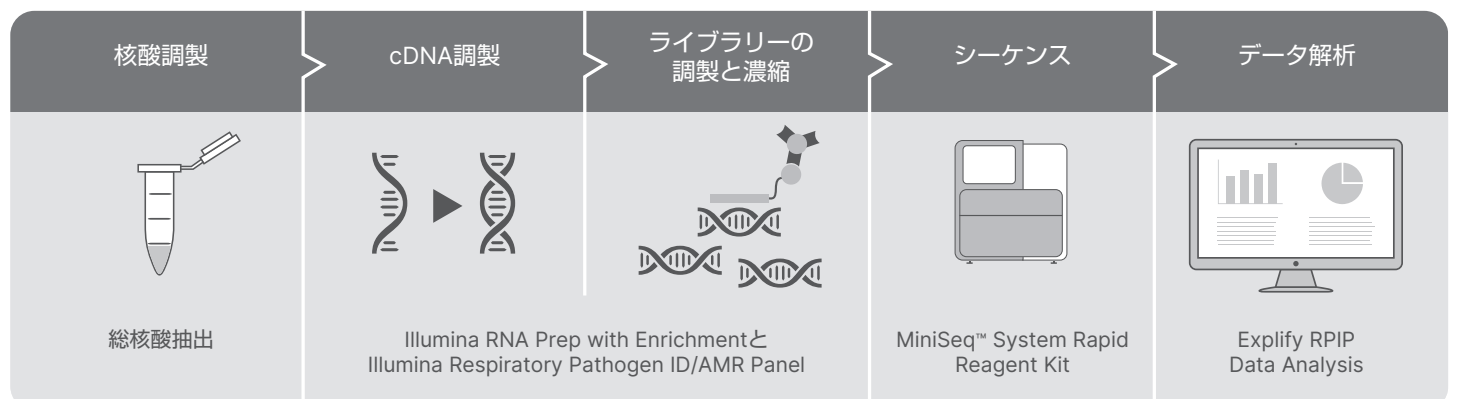 核酸調製
cDNA調製
ライブラリーの
調製と濃縮
シーケンス
データ解析
総核酸抽出
Illumina RNA Prep with Enrichmentと
Illumina Respiratory Pathogen ID/AMR Panel
MiniSeq™ System Rapid
Reagent Kit
Explify RPIP
Data Analysis